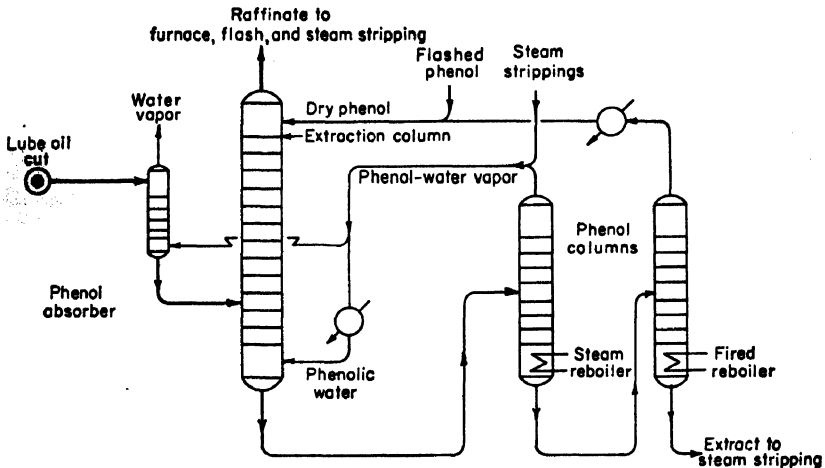 Raffinate to
furnace, flash, and steam stripping
Flashed
phenol
Steam
strippings
Water
vapor
Dry phenol
Extraction column
Lube oil
cut
Phenol-water vapor
Phenol
columns
Phenol
absorber
Phenolic
water
Steam
reboiler
Fired
reboiler
Extract to
steam stripping